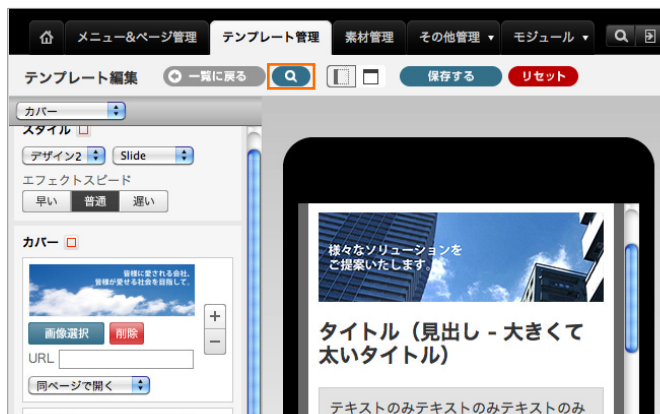 メニュー&ページ管理 テンプレート管理 素材管理 その他管理 ▼ モジュール ▼
テンプレート編集 一覧に戻る 保存する リセット
カバー
スタイル
デザイン2 Slide
エフェクトスピード
早い 普通 遅い
カバー
皆様に愛される会社、
皆様が愛せる社会を目指して。
画像選択 削除
+
−
URL
同ページで開く
様々なソリューションを
ご提案いたします。
タイトル（見出し - 大きくて
太いタイトル）
テキストのみテキストのみテキストのみ